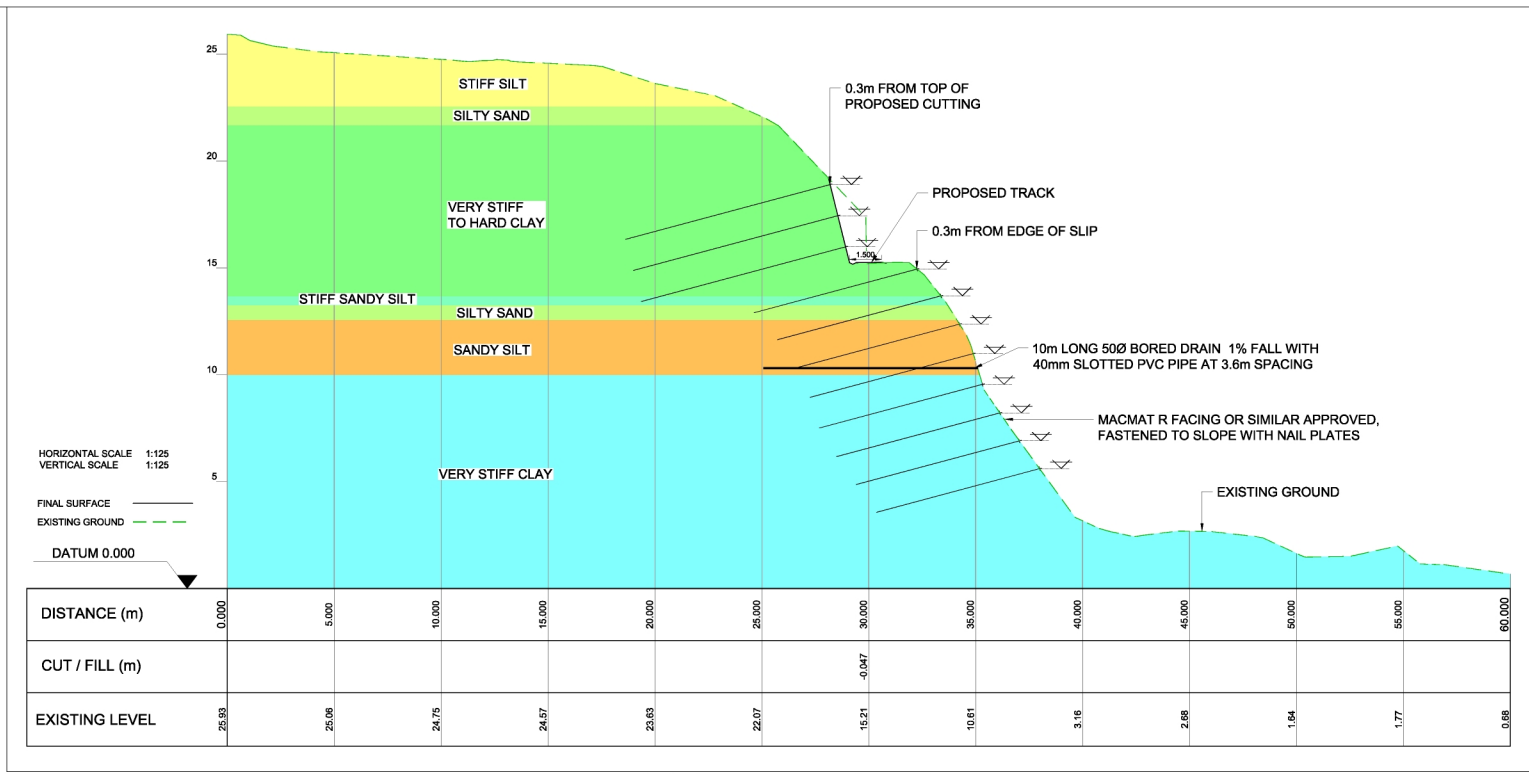 25
20
15
10
5
STIFF SILT
SILTY SAND
VERY STIFF
TO HARD CLAY
STIFF SANDY SILT
SILTY SAND
SANDY SILT
VERY STIFF CLAY
0.3m FROM TOP OF
PROPOSED CUTTING
PROPOSED TRACK
0.3m FROM EDGE OF SLIP
1.500
10m LONG 50Ø BORED DRAIN 1% FALL WITH
40mm SLOTTED PVC PIPE AT 3.6m SPACING
MACMAT R FACING OR SIMILAR APPROVED,
FASTENED TO SLOPE WITH NAIL PLATES
EXISTING GROUND
HORIZONTAL SCALE 1:125
VERTICAL SCALE 1:125
FINAL SURFACE
EXISTING GROUND
DATUM 0.000
DISTANCE (m) 0.000 5.000 10.000 15.000 20.000 25.000 30.000 35.000 40.000 45.000 50.000 55.000 60.000
CUT / FILL (m) -0.047
EXISTING LEVEL 25.93 25.06 24.75 24.57 23.63 22.07 15.21 10.61 3.16 2.68 1.64 1.77 0.68